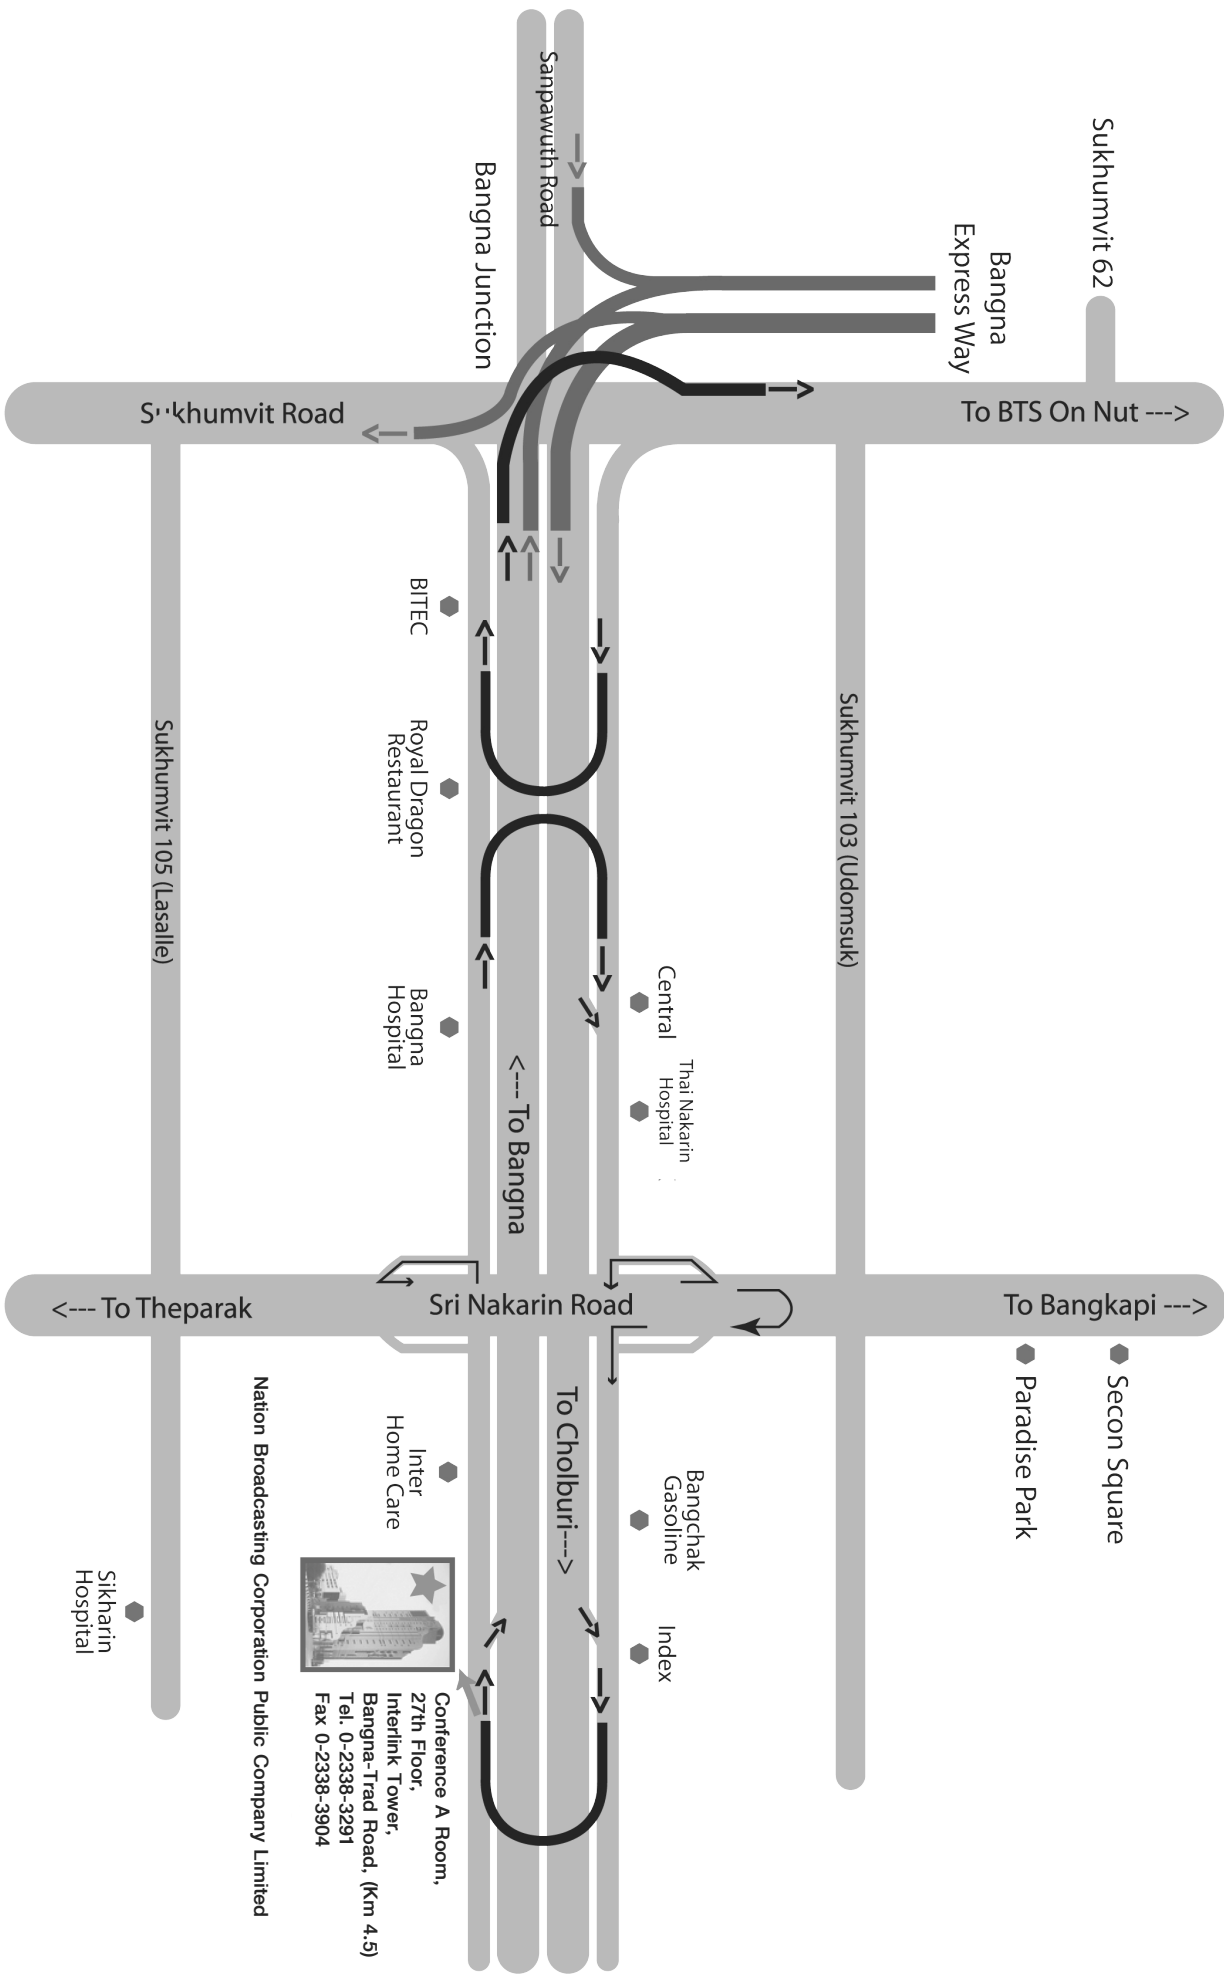 Sanpawuth Road
Bangna Junction
Bangna
Express Way
Sukhumvit 62
Sukhumvit Road
To BTS On Nut --->
BITEC
Royal Dragon
Restaurant
Bangna
Hospital
Sukhumvit 105 (Lasalle)
Sukhumvit 103 (Udomsuk)
Central
Thai Nakarin
Hospital
<--- To Bangna
<--- To Theparak
Sri Nakarin Road
To Bangkapi --->
Secon Square
Paradise Park
To Cholburi--->
Inter
Home Care
Bangchak
Gasoline
Index
Sikharin
Hospital
Conference A Room,
27th Floor,
Interlink Tower,
Bangna-Trad Road, (Km 4.5)
Tel. 0-2338-3291
Fax 0-2338-3904
Nation Broadcasting Corporation Public Company Limited